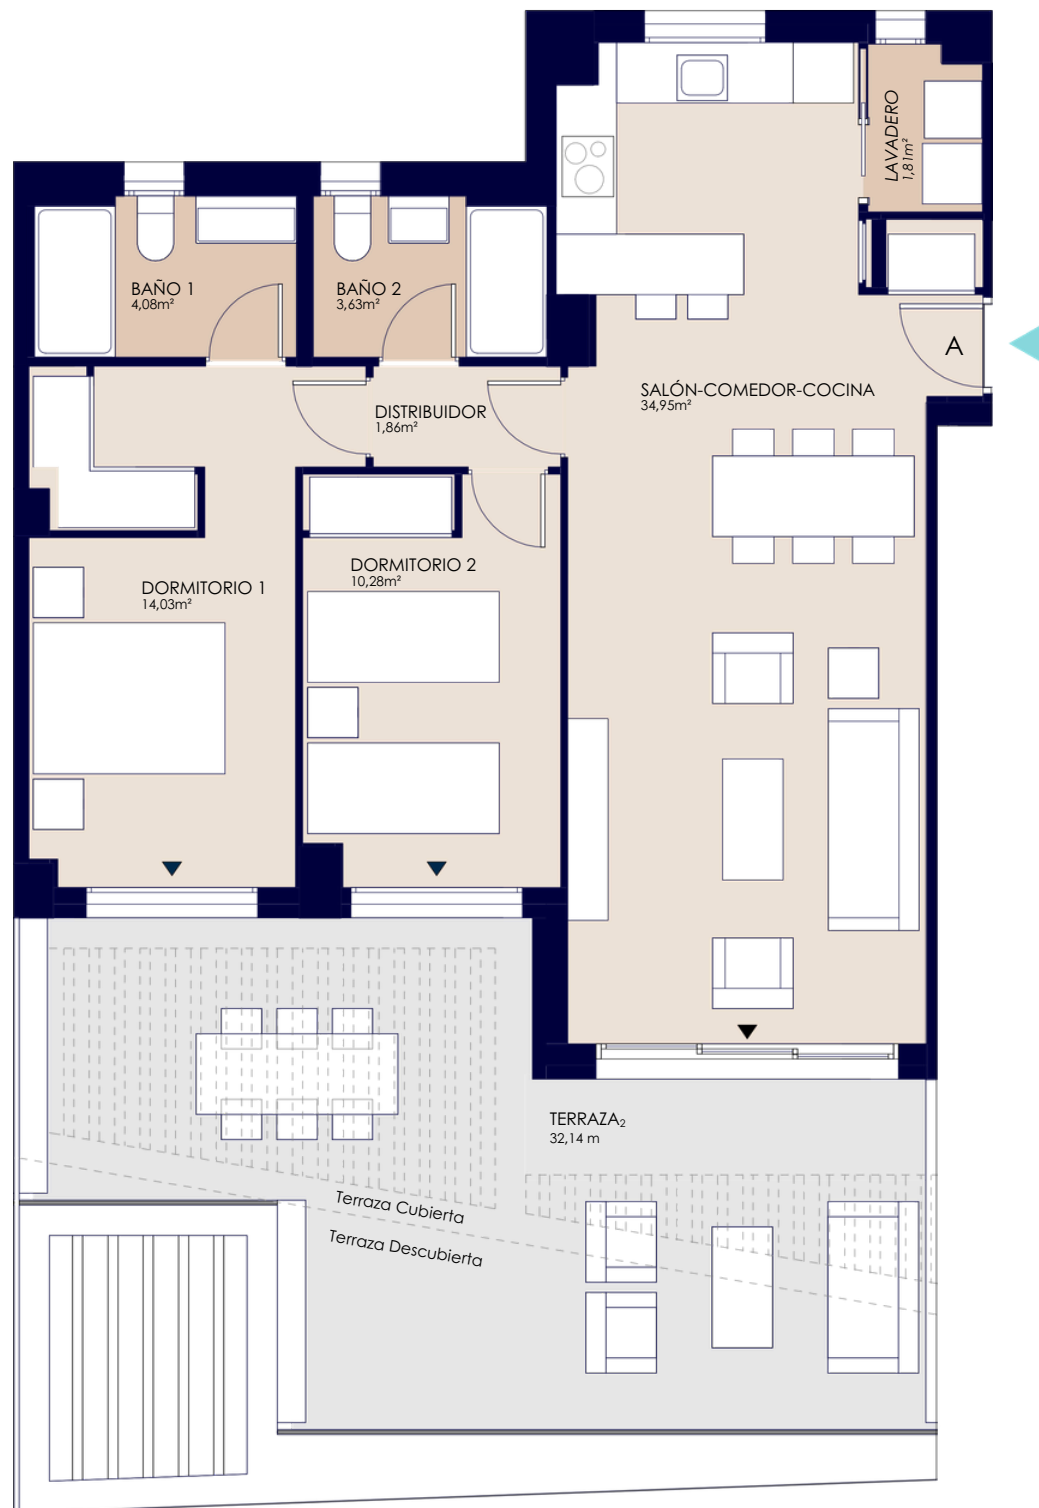 LAVADERO
1,81m²
BAÑO 1
4,08m²
BAÑO 2
3,63m²
A
SALÓN-COMEDOR-COCINA
34,95m²
DISTRIBUIDOR
1,86m²
DORMITORIO 2
10,28m²
DORMITORIO 1
14,03m²
TERRAZA₂
32,14 m
Terraza Cubierta
Terraza Descubierta